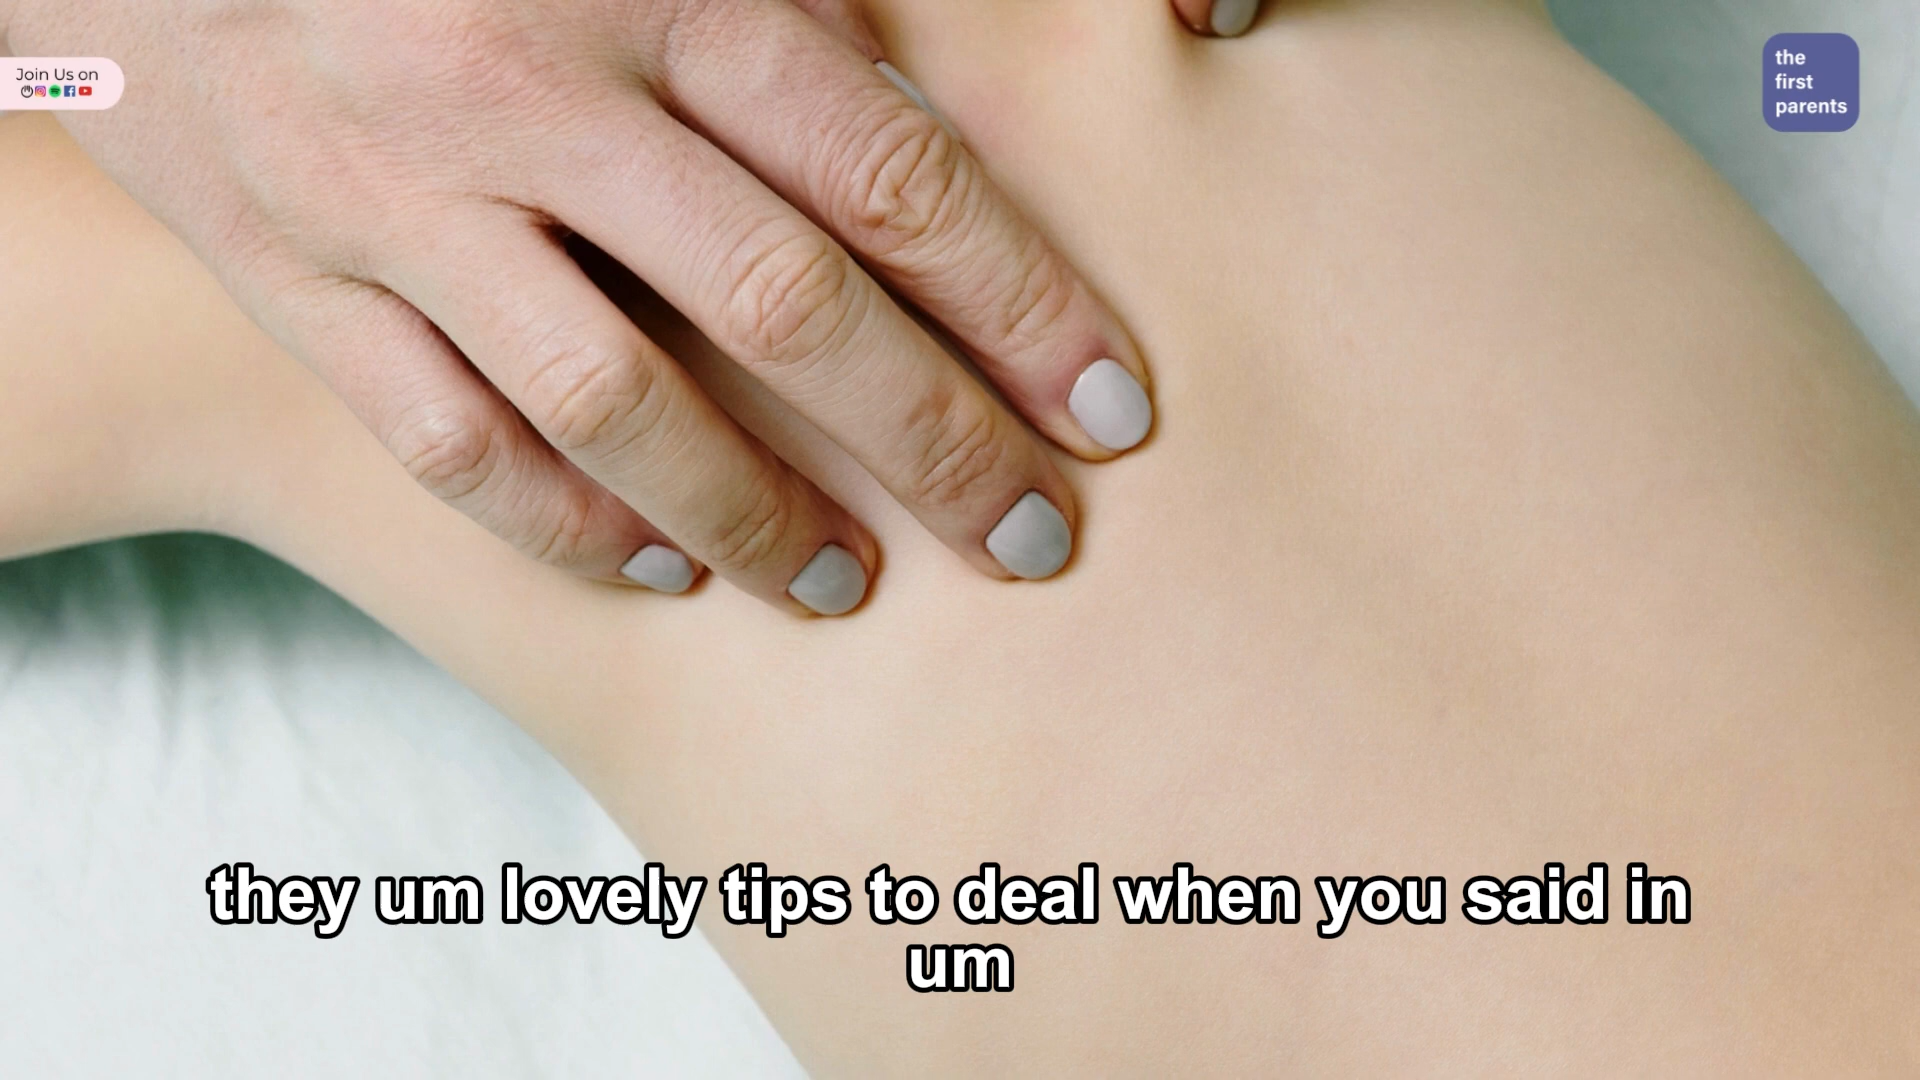 Join Us on
the
first
parents
they um lovely tips to deal when you said in
um